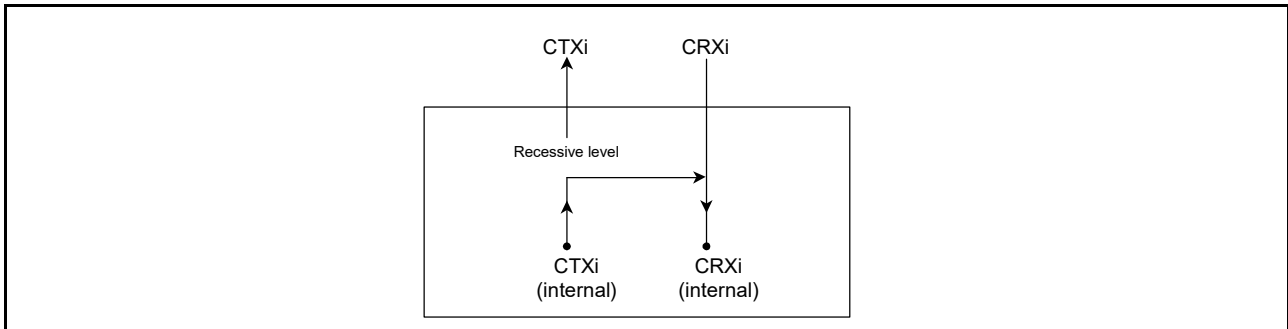 CTXi CRXi
Recessive level
CTXi CRXi
(internal) (internal)